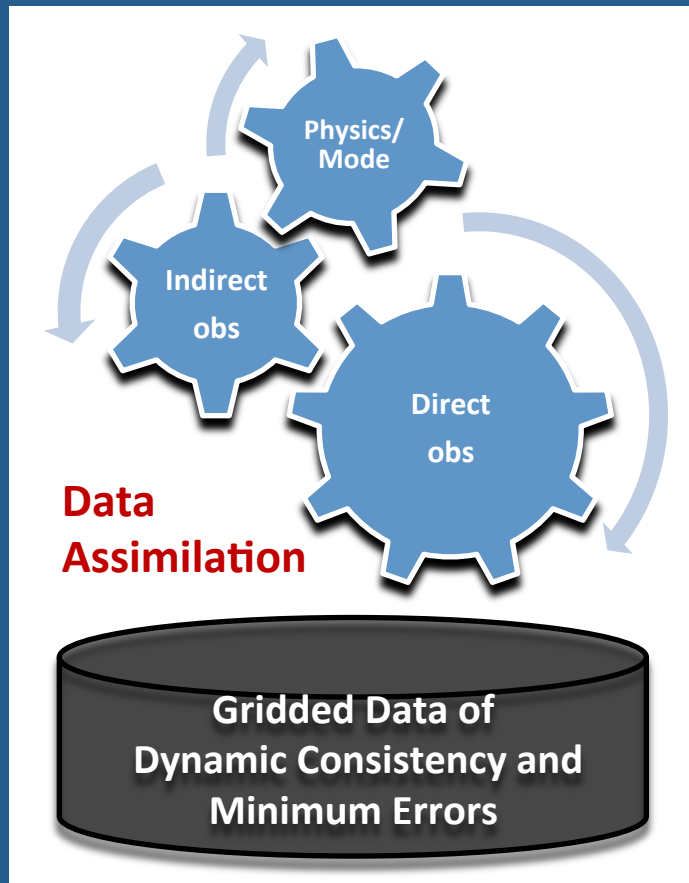 Physics/
Mode
Indirect
obs
Direct
obs
Data
Assimilation
Gridded Data of
Dynamic Consistency and
Minimum Errors